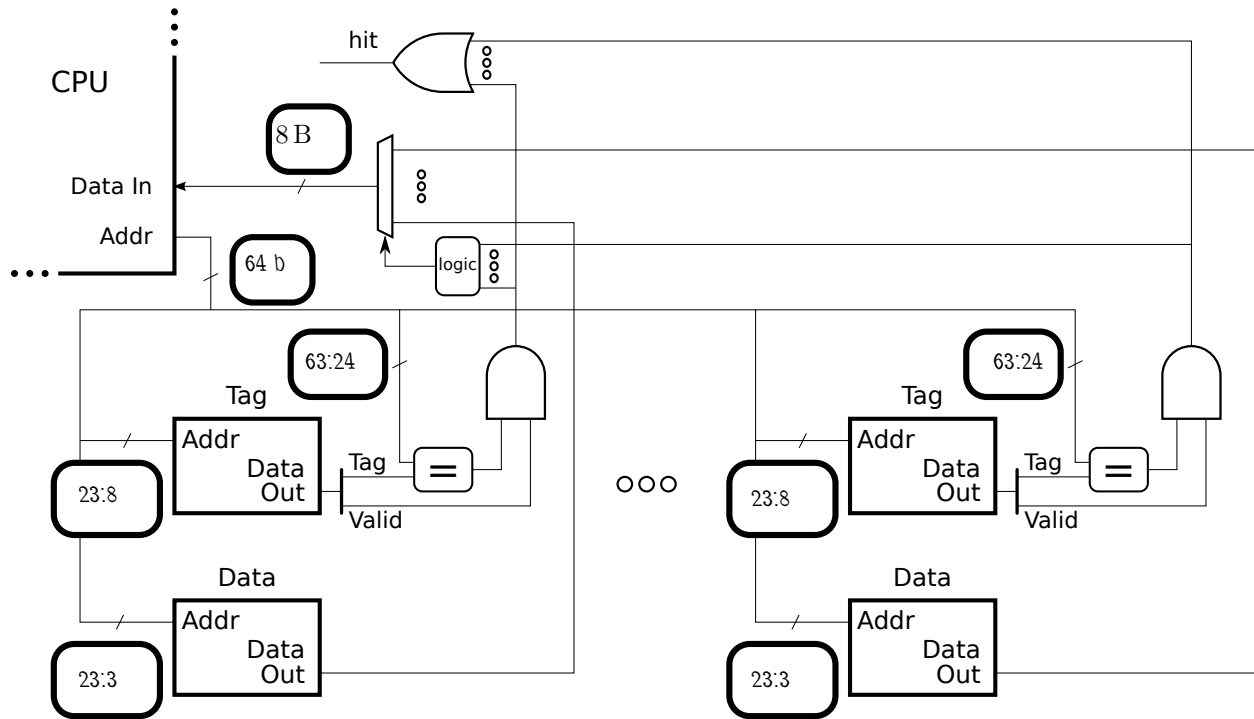 hit
CPU
8 B
Data In
Addr
64 b
logic
63:24
63:24
Tag
Tag
Addr
Data
Out
Tag
=
Valid
23:8
Addr
Data
Out
Tag
=
Valid
23:8
Data
Data
Addr
Data
Out
23:3
Addr
Data
Out
23:3